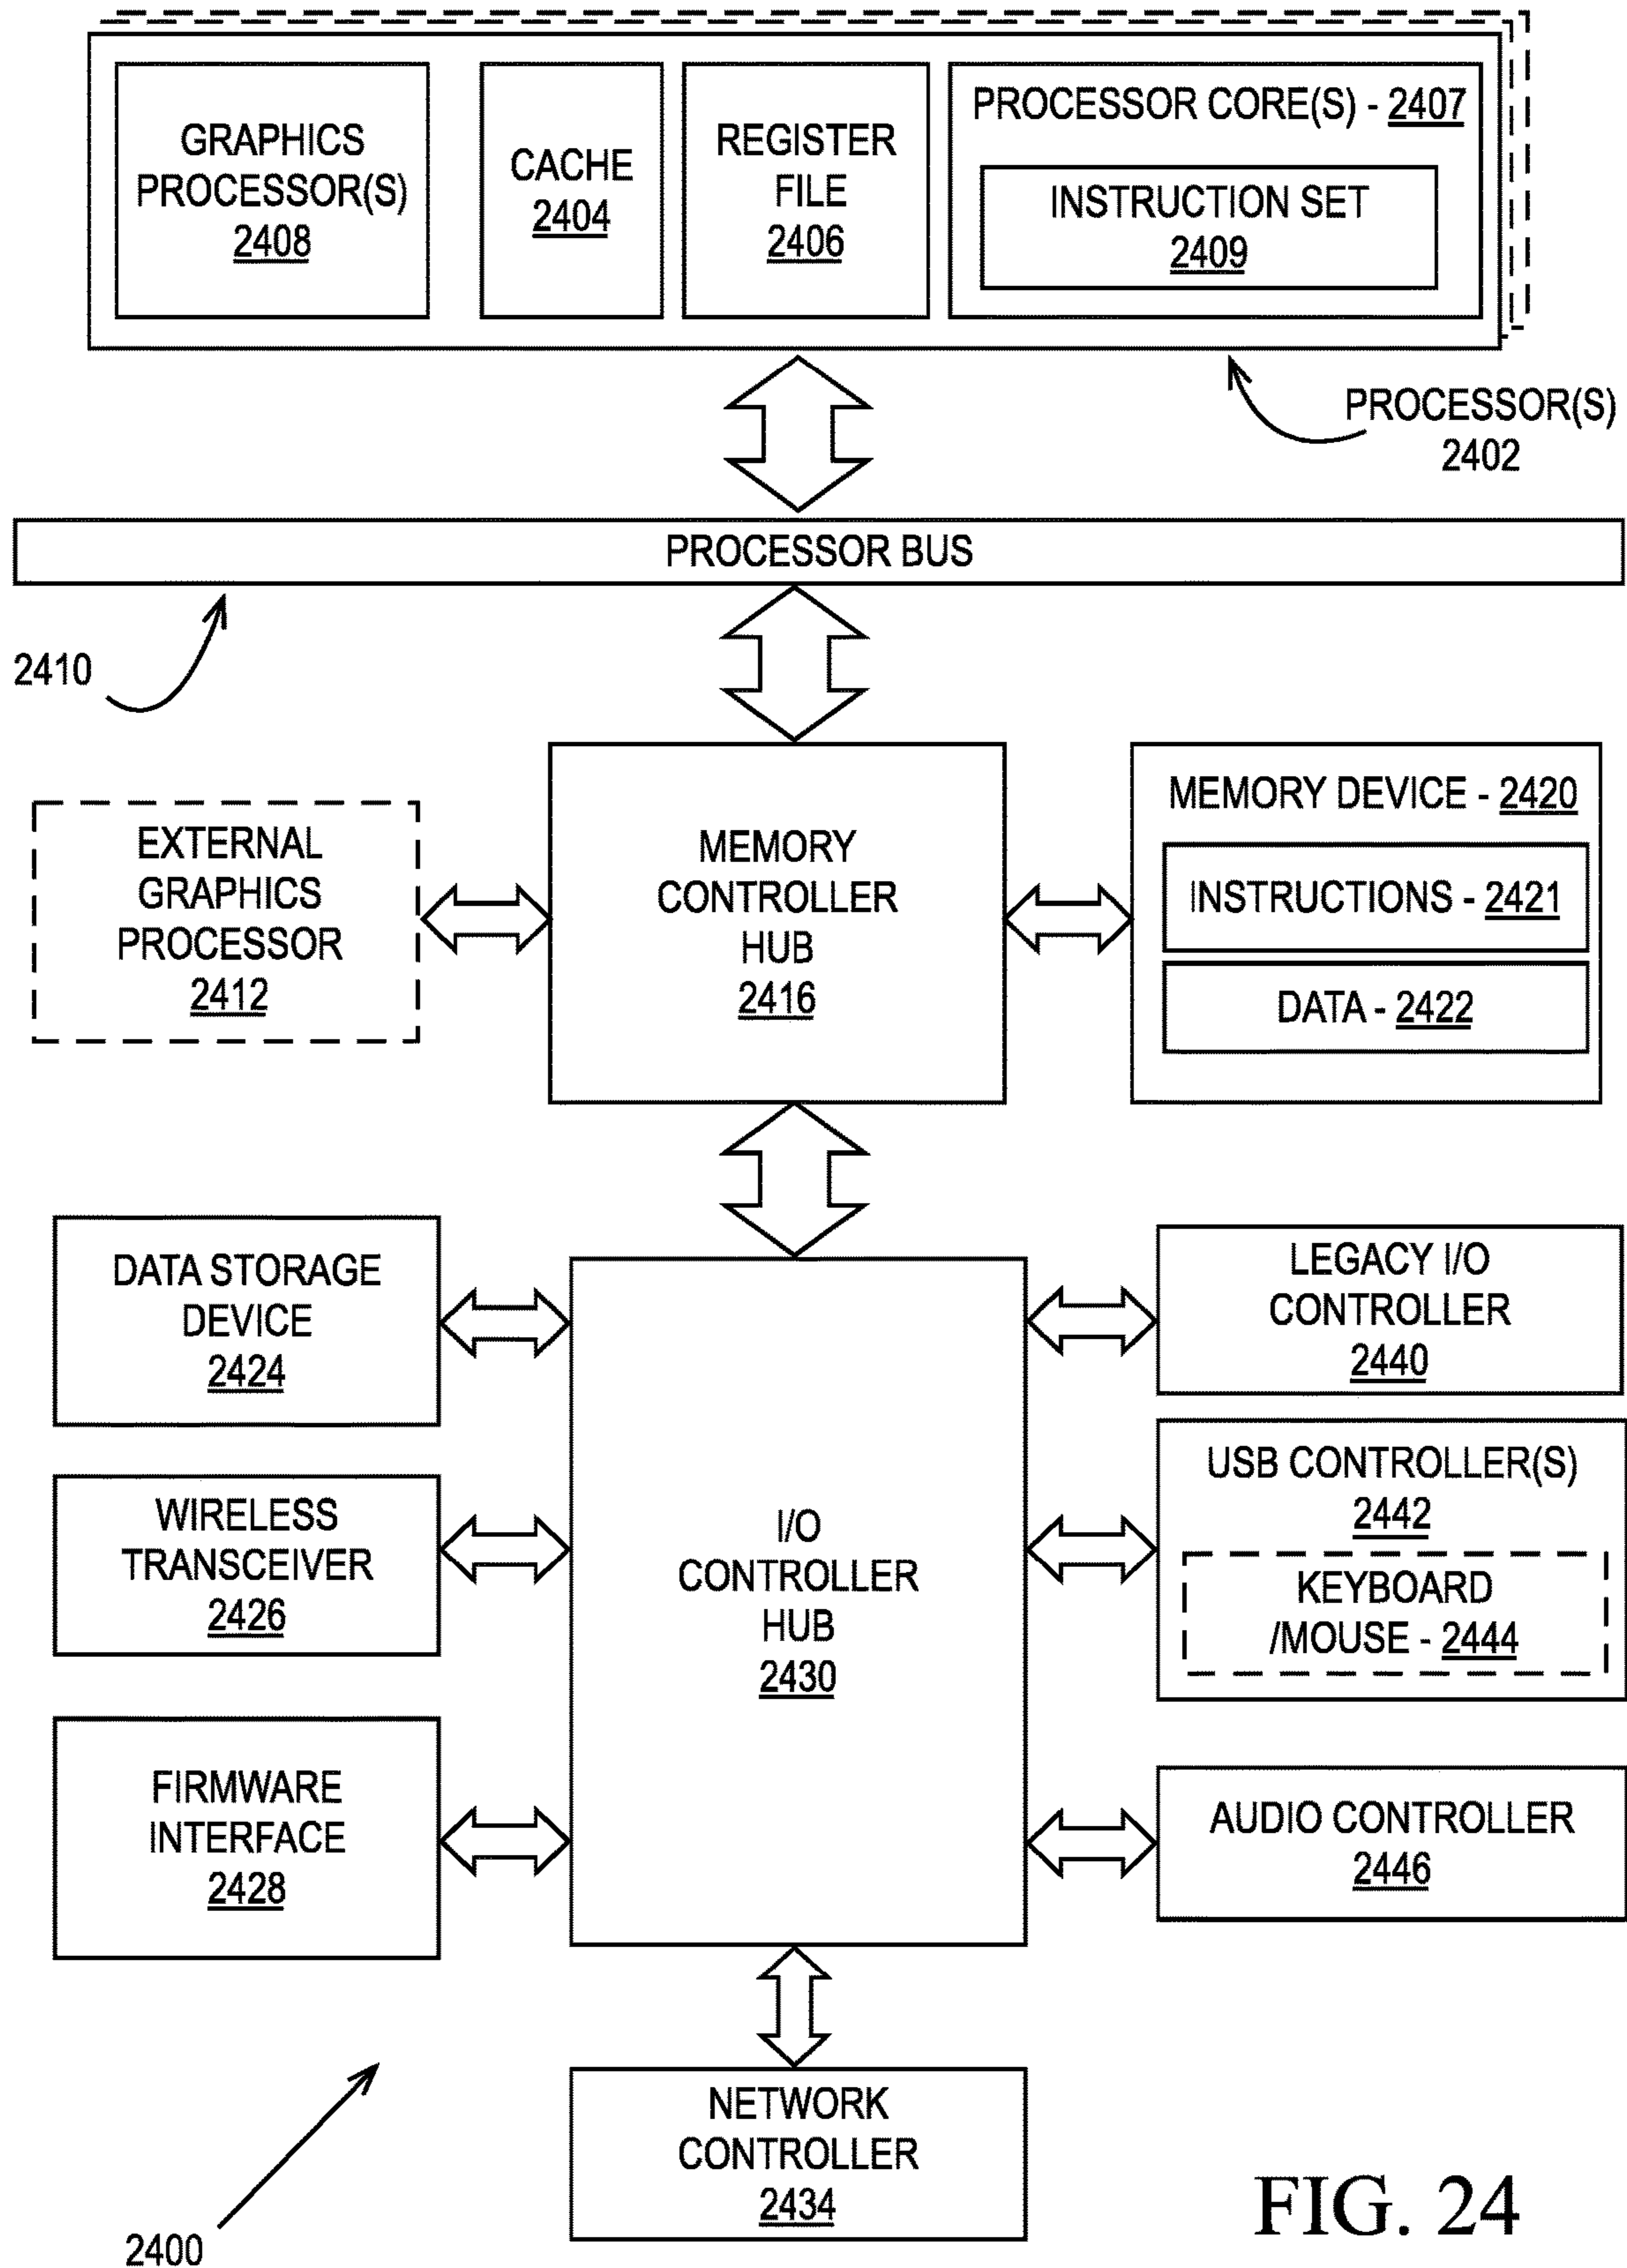 GRAPHICS
PROCESSOR(S)
2408
CACHE
2404
REGISTER
FILE
2406
PROCESSOR CORE(S) - 2407
INSTRUCTION SET
2409
PROCESSOR(S)
2402
PROCESSOR BUS
2410
EXTERNAL
GRAPHICS
PROCESSOR
2412
MEMORY
CONTROLLER
HUB
2416
MEMORY DEVICE - 2420
INSTRUCTIONS - 2421
DATA - 2422
DATA STORAGE
DEVICE
2424
WIRELESS
TRANSCEIVER
2426
FIRMWARE
INTERFACE
2428
I/O
CONTROLLER
HUB
2430
LEGACY I/O
CONTROLLER
2440
USB CONTROLLER(S)
2442
KEYBOARD
/MOUSE - 2444
AUDIO CONTROLLER
2446
NETWORK
CONTROLLER
2434
2400
FIG. 24